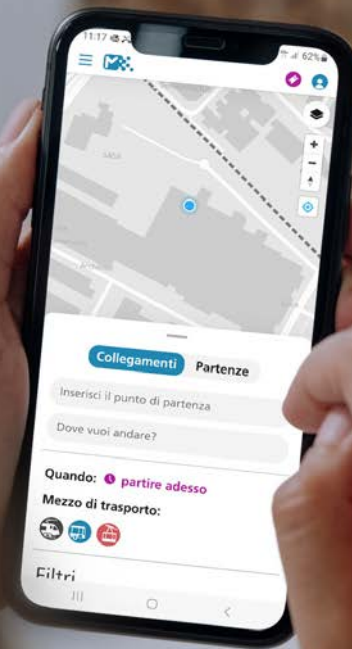 11:17
62%
SASA
Collegamenti
Partenze
Inserisci il punto di partenza
Dove vuoi andare?
Quando: partire adesso
Mezzo di trasporto:
Filtri